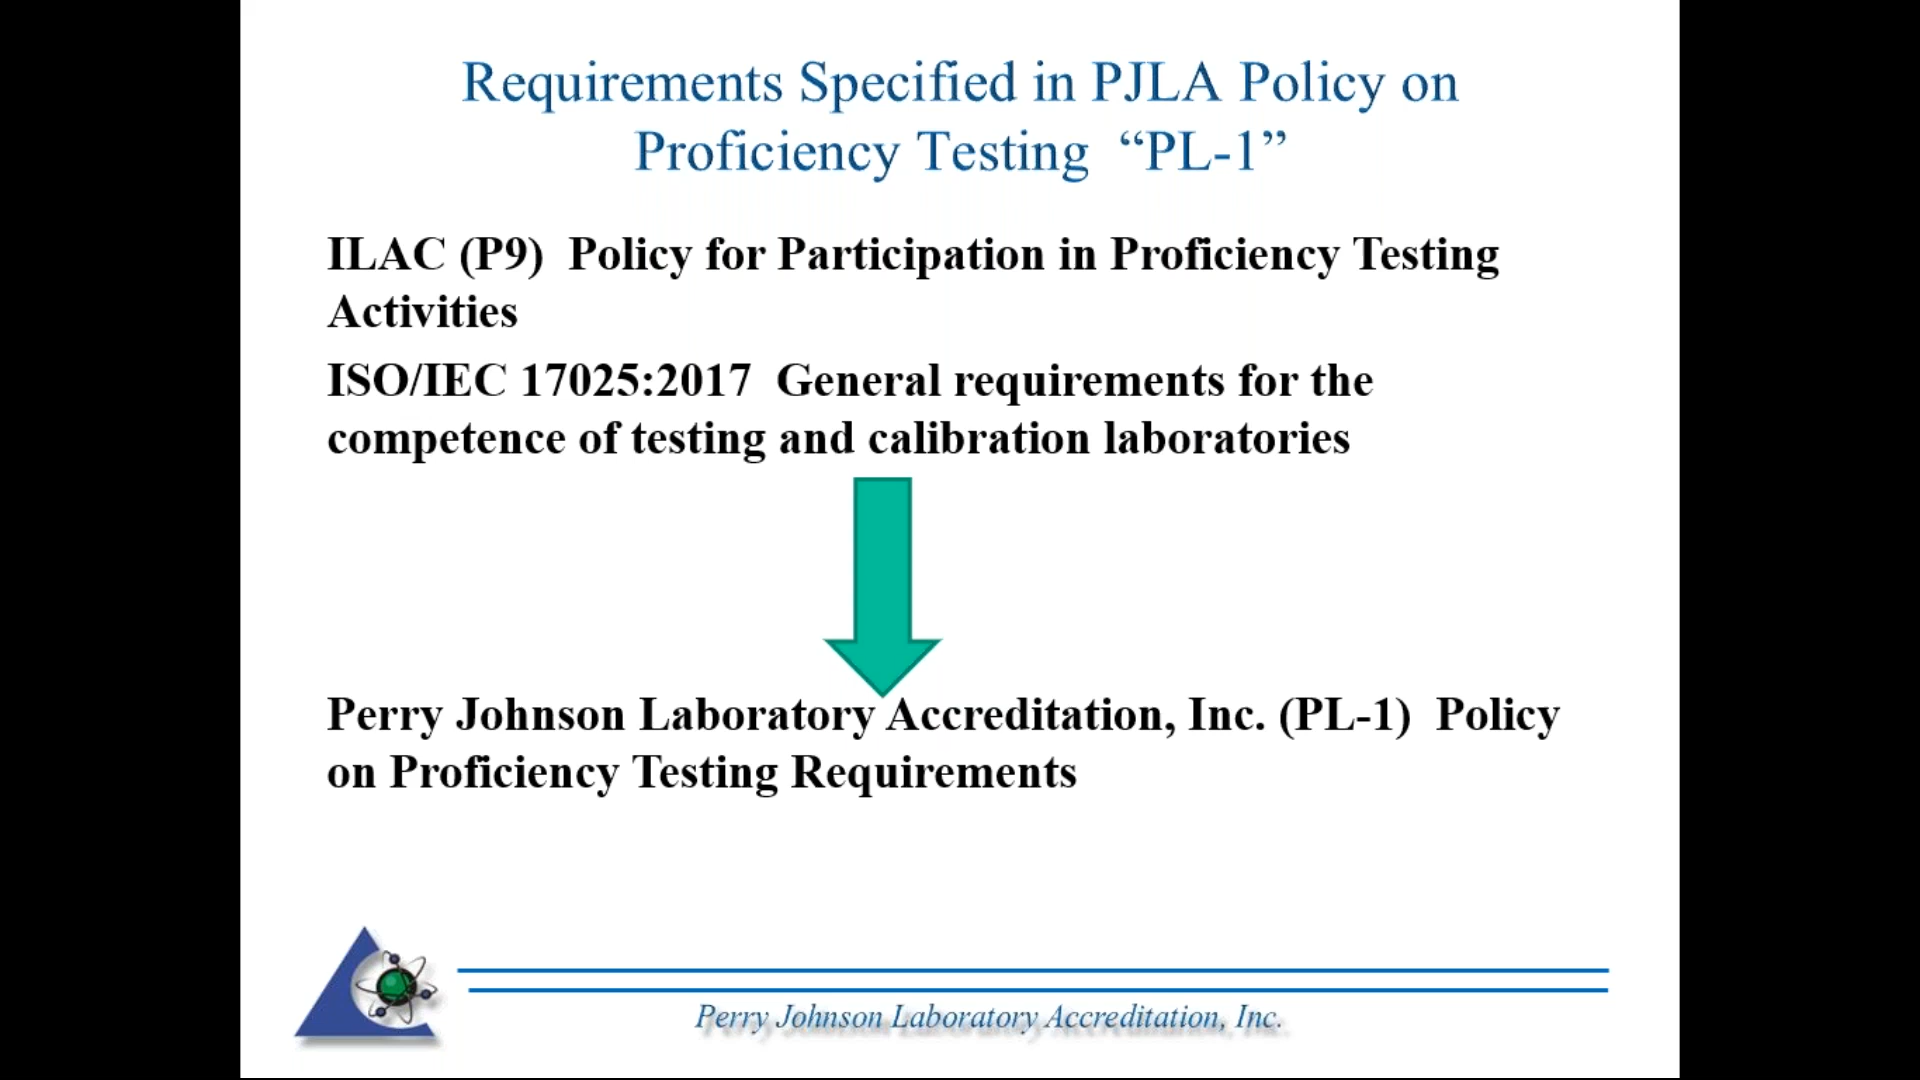 Requirements Specified in PJLA Policy on
Proficiency Testing “PL-1”
ILAC (P9) Policy for Participation in Proficiency Testing
Activities
ISO/IEC 17025:2017 General requirements for the
competence of testing and calibration laboratories
Perry Johnson Laboratory Accreditation, Inc. (PL-1) Policy
on Proficiency Testing Requirements
Perry Johnson Laboratory Accreditation, Inc.